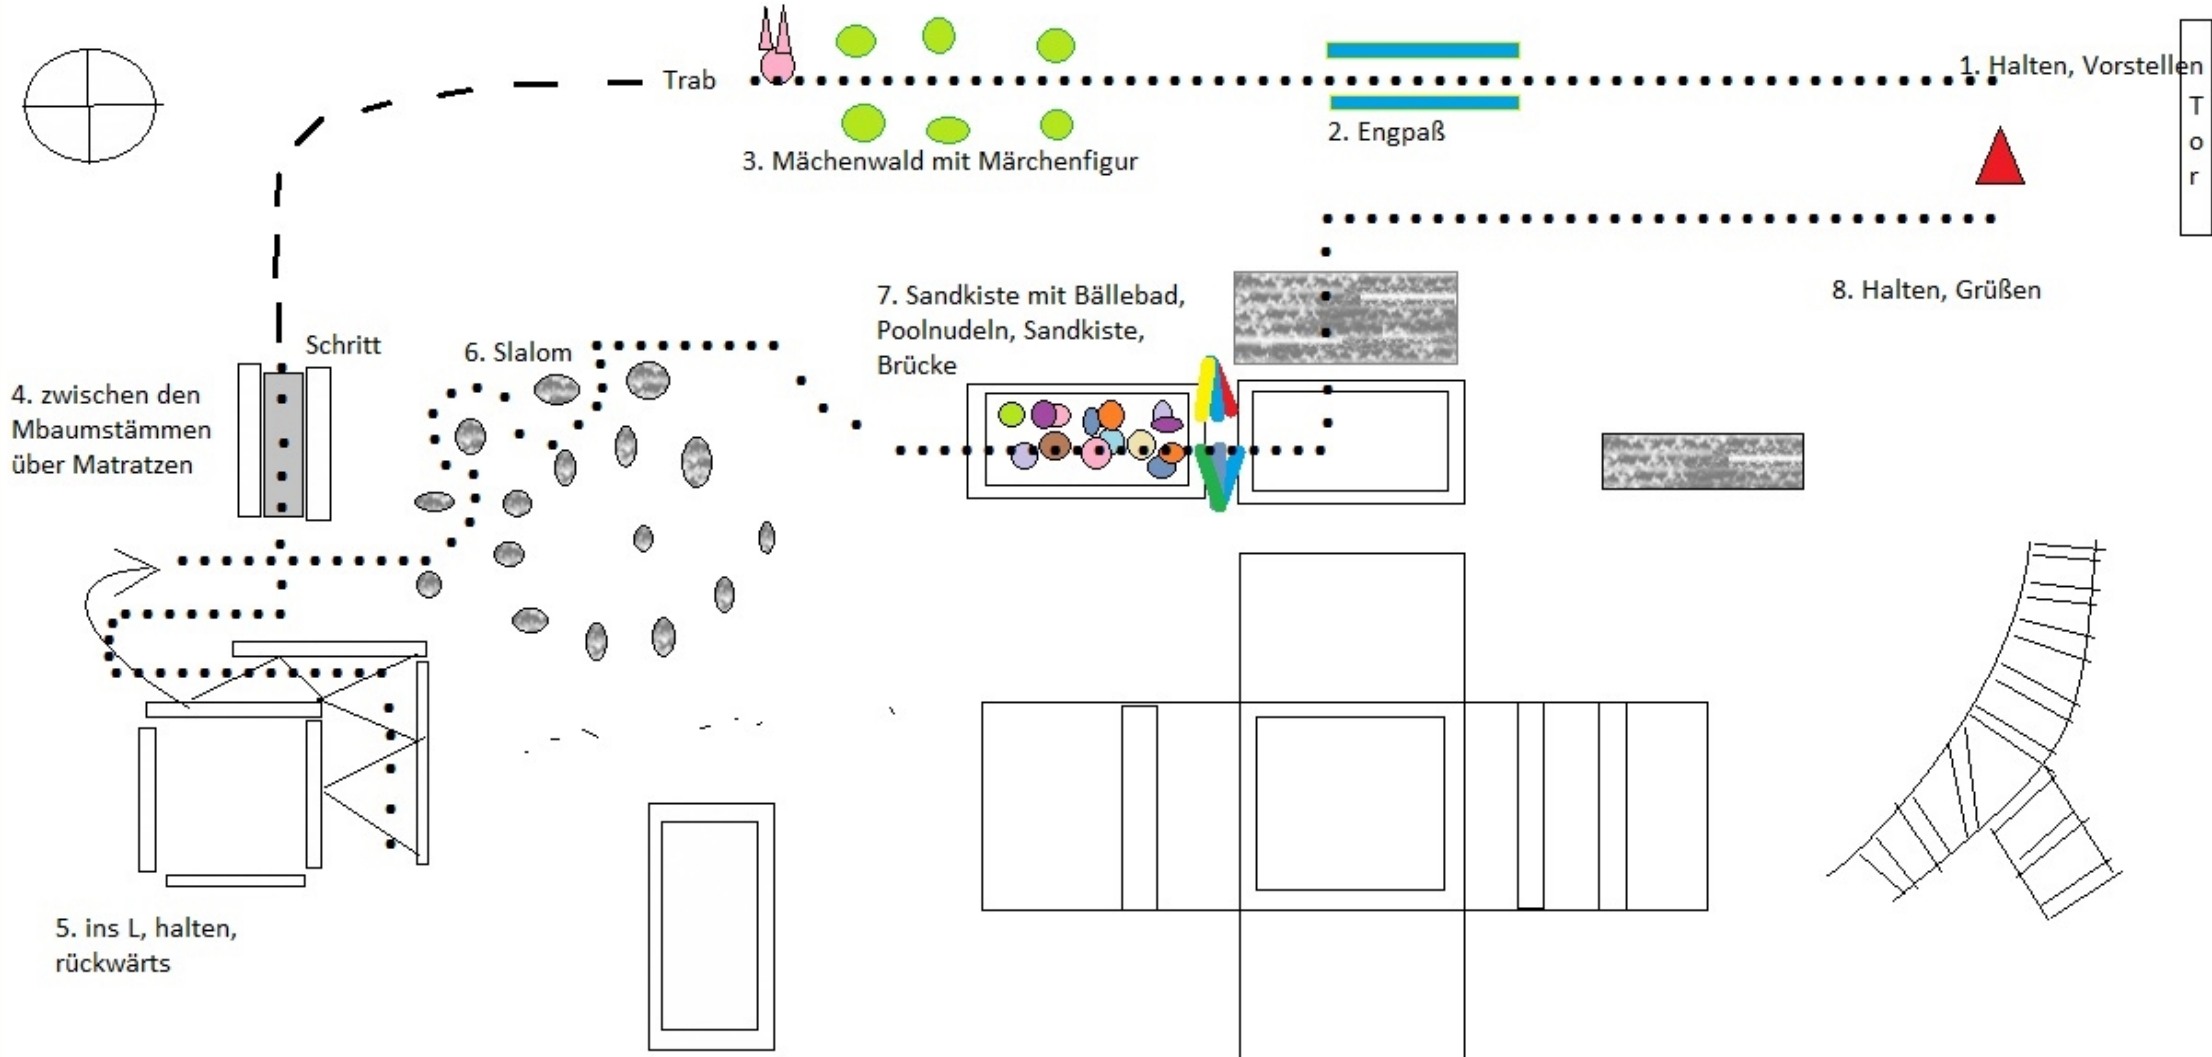 1. Halten, Vorstellen
T
o
r
Trab
2. Engpaß
3. Mächenwald mit Märchenfigur
8. Halten, Grüßen
7. Sandkiste mit Bällebad,
Poolnudeln, Sandkiste,
Brücke
Schritt
6. Slalom
4. zwischen den
Mbaumstämmen
über Matratzen
5. ins L, halten,
rückwärts